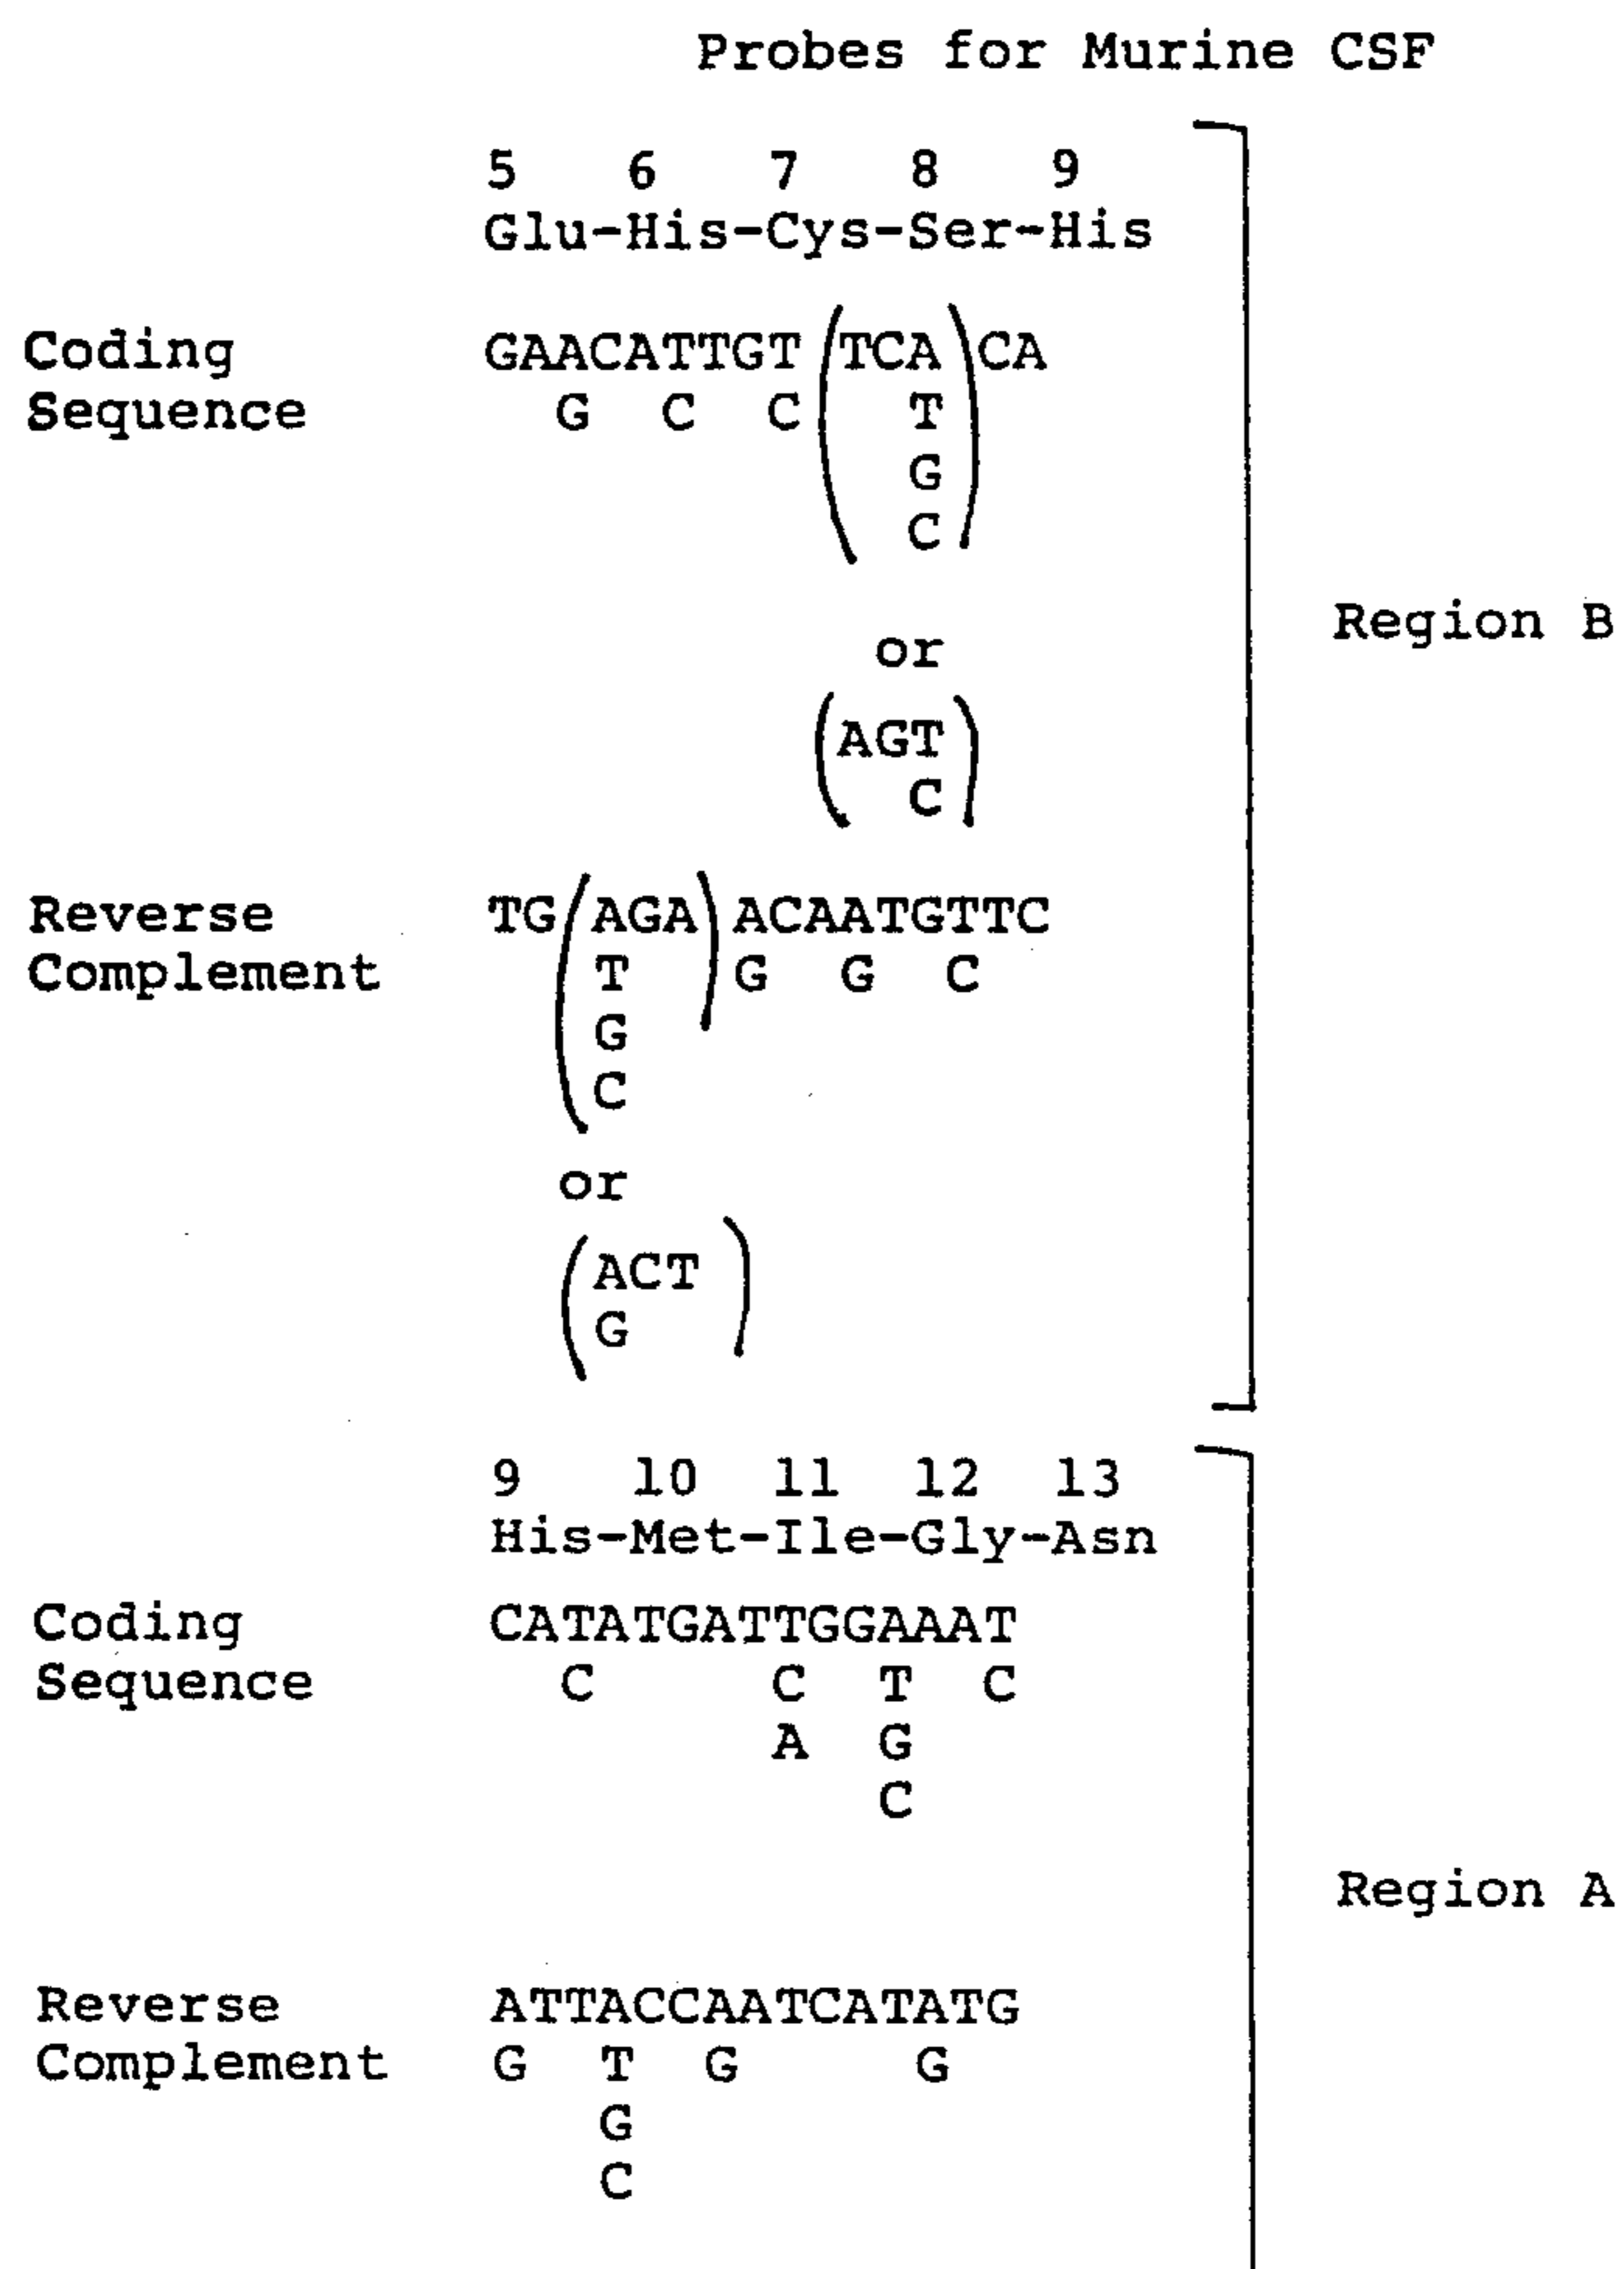 Probes for Murine CSF
5 6 7 8 9
Glu-His-Cys-Ser-His
Coding GAACATTGT (TCA) CA
Sequence G C C T
G
C
or
(AGT)
C
Region B
Reverse TG (AGA) ACAATGTTC
Complement T G G C
G
C
or
(ACT)
G
9 10 11 12 13
His-Met-Ile-Gly-Asn
Coding CATATGATTGGAAAT
Sequence C C T C
A G
C
Region A
Reverse ATTACCAATCATATG
Complement G T G G
G
C